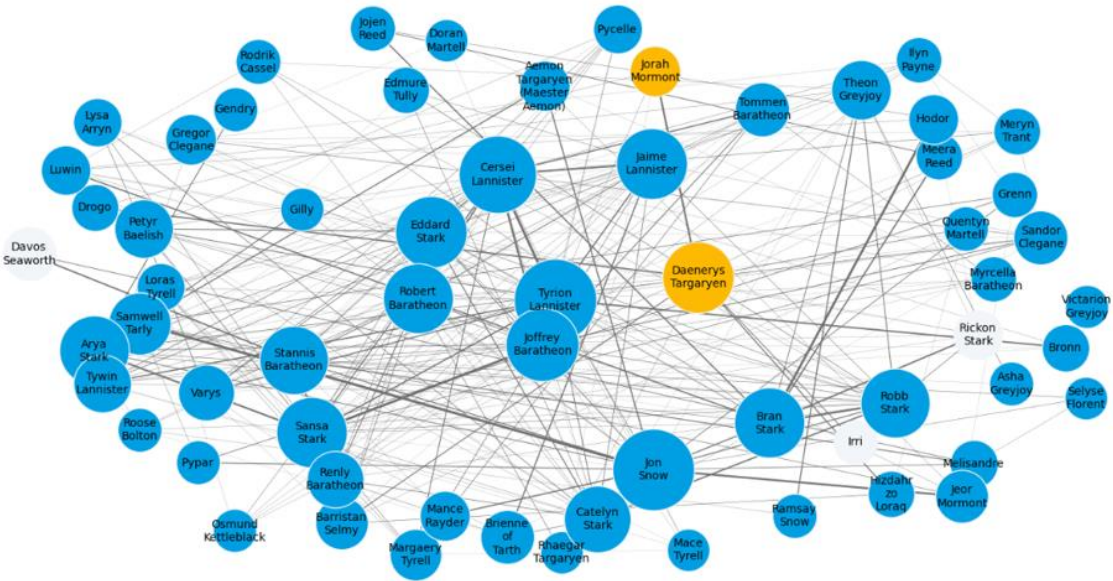 Jojen
Reed
Doran
Martell
Pycelle
Rodrik
Cassel
Edmure
Tully
Aemon
Targaryen
(Maester
Aemon)
Jorah
Mormont
Tommen
Baratheon
Theon
Greyjoy
Ilyn
Payne
Lysa
Arryn
Gendry
Gregor
Clegane
Hodor
Meera
Reed
Meryn
Trant
Luwin
Cersei
Lannister
Jaime
Lannister
Drogo
Petyr
Baelish
Gilly
Eddard
Stark
Grenn
Quentyn
Martell
Sandor
Clegane
Davos
Seaworth
Loras
Tyrell
Robert
Baratheon
Tyrion
Lannister
Daenerys
Targaryen
Myrcella
Baratheon
Victarion
Greyjoy
Samwell
Tarly
Arya
Stark
Tywin
Lannister
Stannis
Baratheon
Joffrey
Baratheon
Rickon
Stark
Bronn
Varys
Asha
Greyjoy
Selyse
Florent
Roose
Bolton
Sansa
Stark
Bran
Stark
Robb
Stark
Irri
Pypar
Renly
Baratheon
Jon
Snow
Melisandre
Hizdahr
zo
Loraq
Jeor
Mormont
Osmund
Kettleblack
Barristan
Selmy
Mance
Rayder
Margaery
Tyrell
Brienne
of
Tarth
Rhaegar
Targaryen
Catelyn
Stark
Mace
Tyrell
Ramsay
Snow